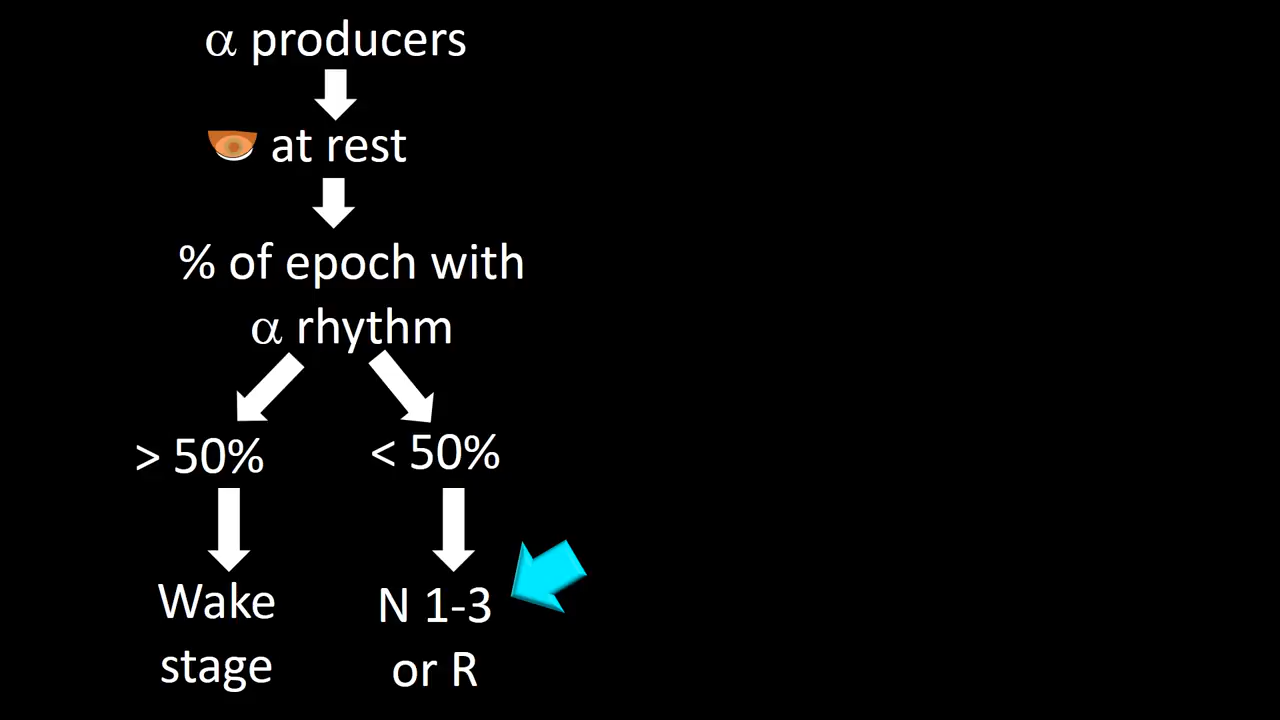 α producers
at rest
% of epoch with
α rhythm
> 50%
< 50%
Wake
stage
N 1-3
or R